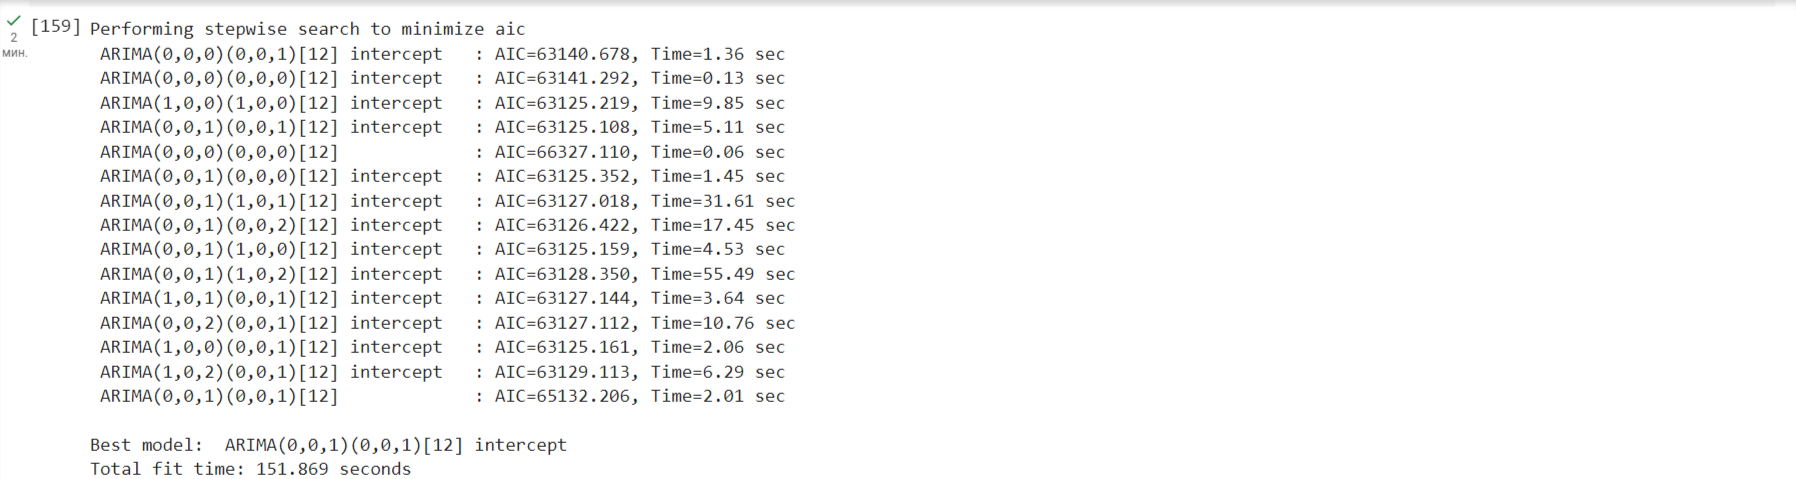 ✓ [159] Performing stepwise search to minimize aic
2
мин.
ARIMA(0,0,0)(0,0,1)[12] intercept   : AIC=63140.678, Time=1.36 sec
ARIMA(0,0,0)(0,0,0)[12] intercept   : AIC=63141.292, Time=0.13 sec
ARIMA(1,0,0)(1,0,0)[12] intercept   : AIC=63125.219, Time=9.85 sec
ARIMA(0,0,1)(0,0,1)[12] intercept   : AIC=63125.108, Time=5.11 sec
ARIMA(0,0,0)(0,0,0)[12]             : AIC=66327.110, Time=0.06 sec
ARIMA(0,0,1)(0,0,0)[12] intercept   : AIC=63125.352, Time=1.45 sec
ARIMA(0,0,1)(1,0,1)[12] intercept   : AIC=63127.018, Time=31.61 sec
ARIMA(0,0,1)(0,0,2)[12] intercept   : AIC=63126.422, Time=17.45 sec
ARIMA(0,0,1)(1,0,0)[12] intercept   : AIC=63125.159, Time=4.53 sec
ARIMA(0,0,1)(1,0,2)[12] intercept   : AIC=63128.350, Time=55.49 sec
ARIMA(1,0,1)(0,0,1)[12] intercept   : AIC=63127.144, Time=3.64 sec
ARIMA(0,0,2)(0,0,1)[12] intercept   : AIC=63127.112, Time=10.76 sec
ARIMA(1,0,0)(0,0,1)[12] intercept   : AIC=63125.161, Time=2.06 sec
ARIMA(1,0,2)(0,0,1)[12] intercept   : AIC=63129.113, Time=6.29 sec
ARIMA(0,0,1)(0,0,1)[12]             : AIC=65132.206, Time=2.01 sec
Best model:  ARIMA(0,0,1)(0,0,1)[12] intercept
Total fit time: 151.869 seconds